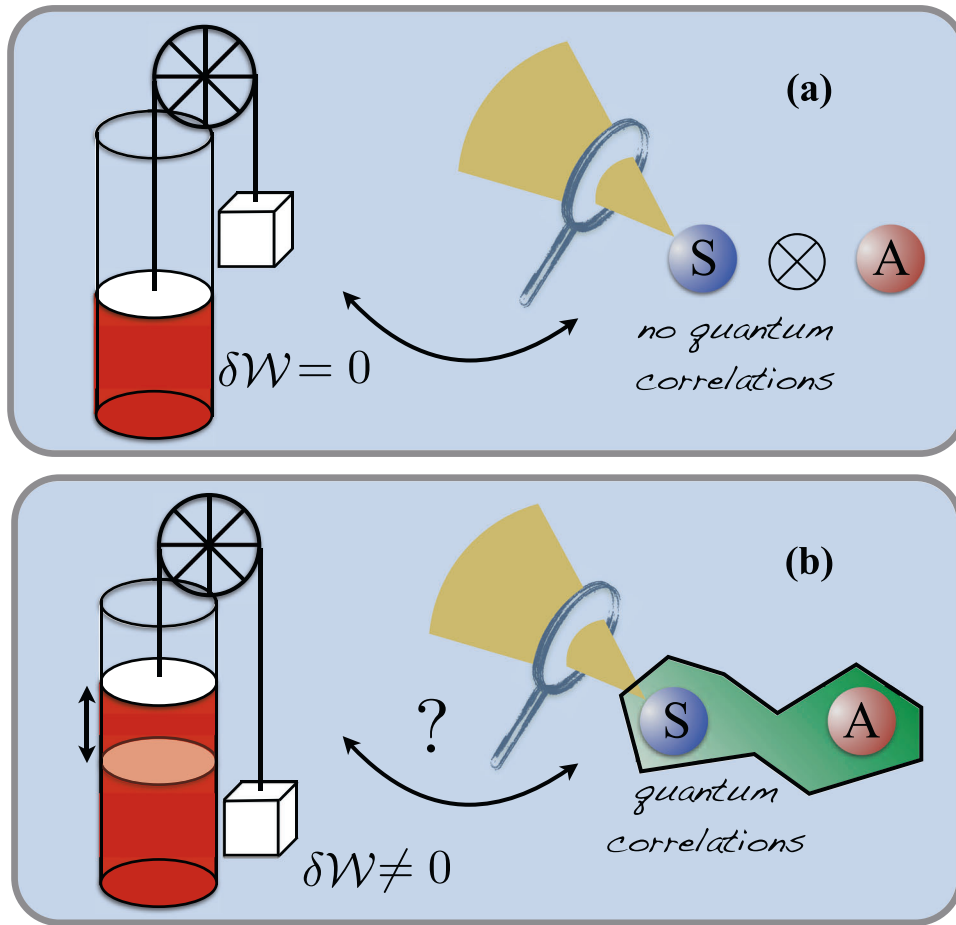 (a)
S ⊗ A
no quantum
correlations
δW = 0
(b)
?
S A
quantum
correlations
δW ≠ 0